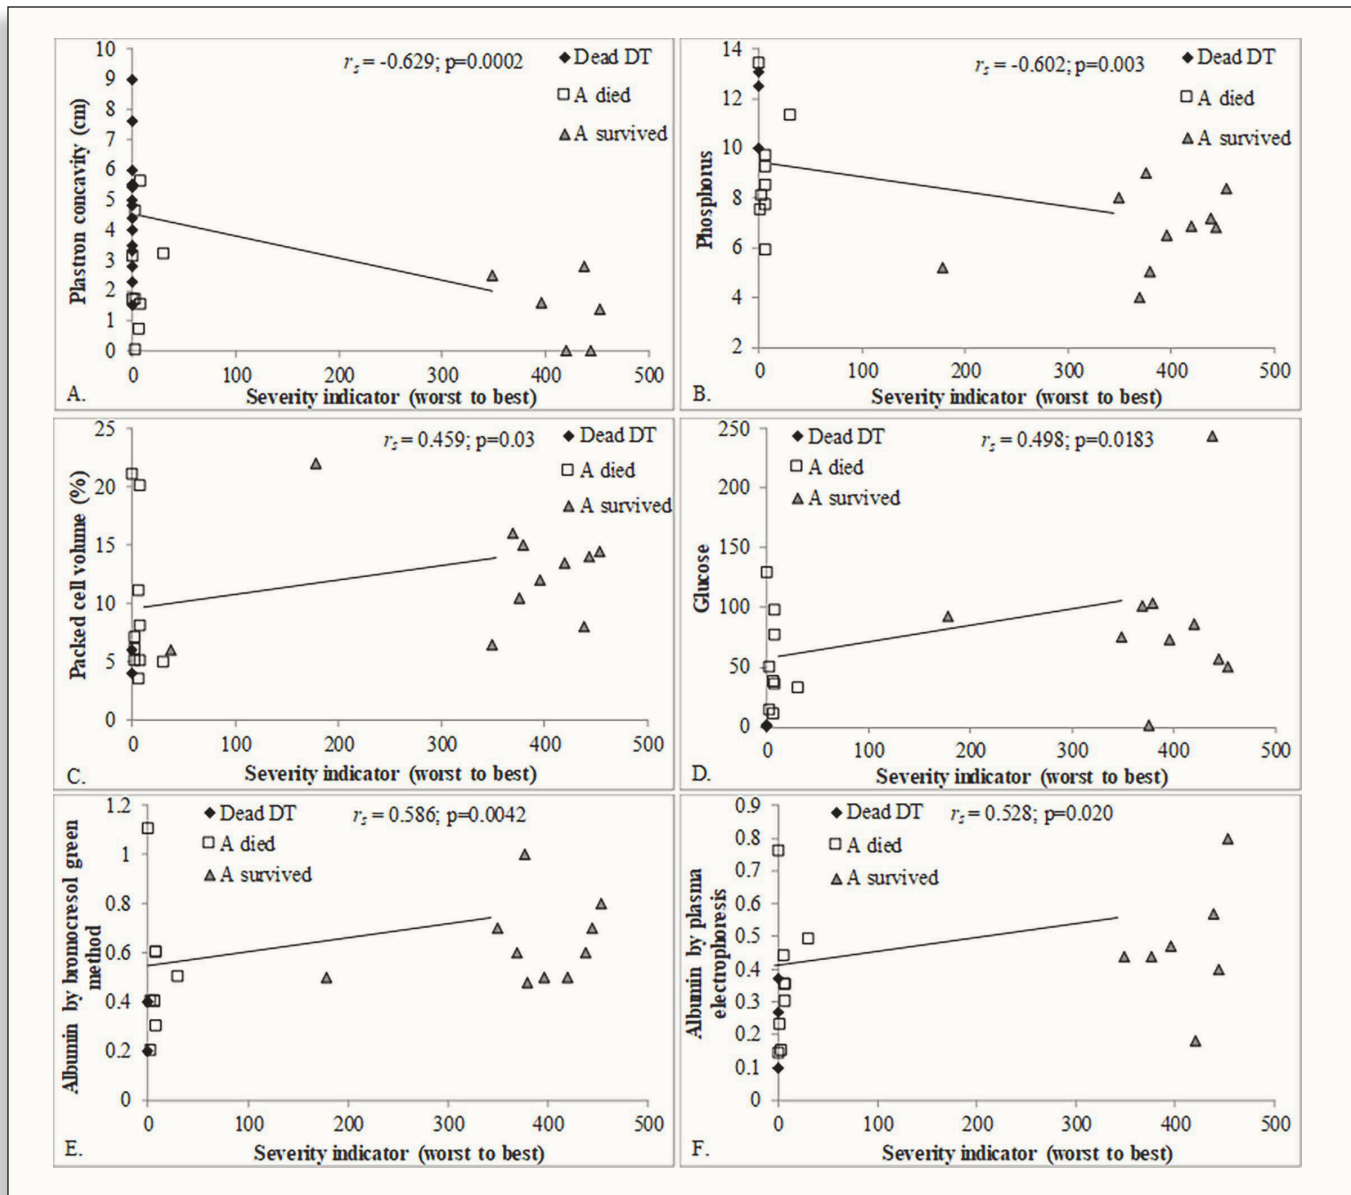 10
9
8
7
6
5
4
3
2
1
0
Plastron concavity (cm)
rs = -0.629; p=0.0002
Dead DT
A died
A survived
0 100 200 300 400 500
A. Severity indicator (worst to best)
14
12
10
8
6
4
2
Phosphorus
rs = -0.602; p=0.003
Dead DT
A died
A survived
0 100 200 300 400 500
B. Severity indicator (worst to best)
25
20
15
10
5
0
Packed cell volume (%)
rs = 0.459; p=0.03
Dead DT
A died
A survived
0 100 200 300 400 500
C. Severity indicator (worst to best)
250
200
150
100
50
0
Glucose
Dead DT
A died
A survived
rs = 0.498; p=0.0183
0 100 200 300 400 500
D. Severity indicator (worst to best)
1.2
1
0.8
0.6
0.4
0.2
0
Albumin by bromocresol green
method
Dead DT
A died
A survived
rs = 0.586; p=0.0042
0 100 200 300 400 500
E. Severity indicator (worst to best)
0.9
0.8
0.7
0.6
0.5
0.4
0.3
0.2
0.1
0
Albumin by plasma
electrophoresis
Dead DT
A died
A survived
rs = 0.528; p=0.020
0 100 200 300 400 500
F. Severity indicator (worst to best)